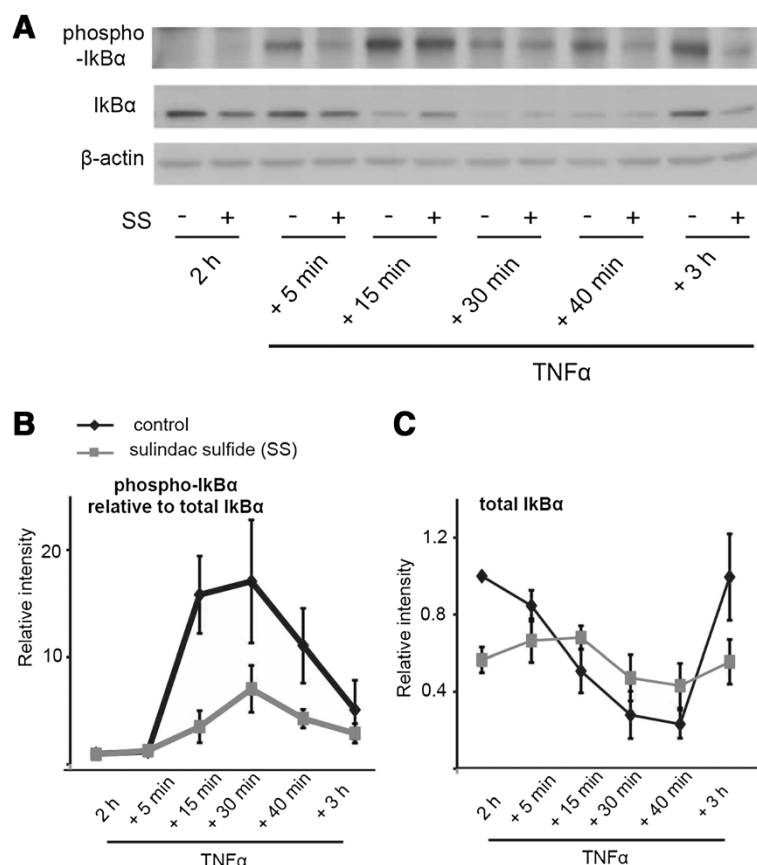 A
phospho
-IkBα
IkBα
β-actin
SS - + - + - + - + - + - +
2 h + 5 min + 15 min + 30 min + 40 min + 3 h
TNFα
B
control
sulindac sulfide (SS)
phospho-IkBα
relative to total IkBα
Relative intensity
20
10
2 h + 5 min + 15 min + 30 min + 40 min + 3 h
TNFα
C
total IkBα
Relative intensity
1.2
0.8
0.4
2 h + 5 min + 15 min + 30 min + 40 min + 3 h
TNFα